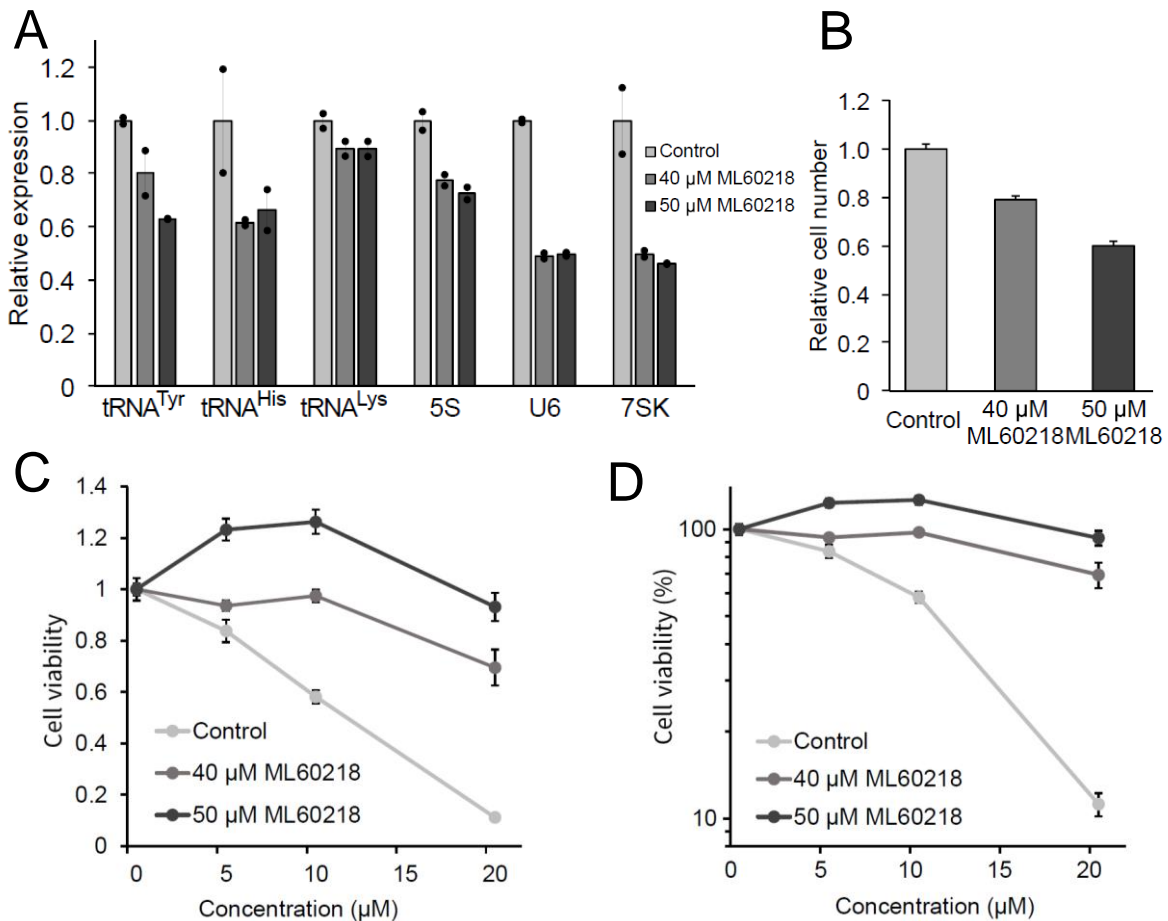 A
Relative expression
1.2
1.0
0.8
0.6
0.4
0.2
0
tRNATyr
tRNAHis
tRNALys
5S
U6
7SK
Control
40 µM ML60218
50 µM ML60218
B
Relative cell number
1.2
1.0
0.8
0.6
0.4
0.2
0
Control
40 µM
ML60218
50 µM
ML60218
C
Cell viability
1.4
1.2
1
0.8
0.6
0.4
0.2
0
Control
40 µM ML60218
50 µM ML60218
0
5
10
15
20
Concentration (µM)
D
Cell viability (%)
100
10
Control
40 µM ML60218
50 µM ML60218
0
5
10
15
20
Concentration (µM)